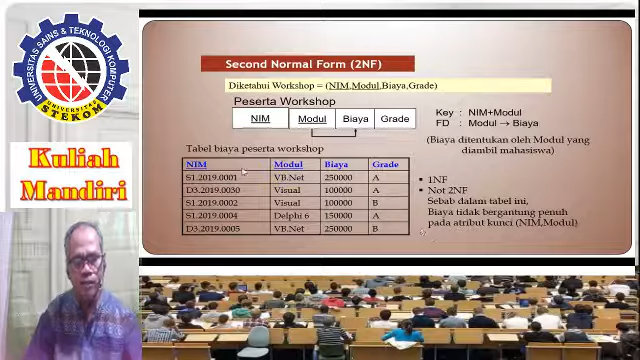 UNIVERSITAS SAINS & TEKNOLOGI KOMPUTER
UNIVERSITAS
STEKOM
Kuliah
Mandiri
Second Normal Form (2NF)
Diketahui Workshop = (NIM,Modul,Biaya,Grade)
Peserta Workshop
NIM Modul Biaya Grade
Key : NIM+Modul
FD : Modul → Biaya
(Biaya ditentukan oleh Modul yang
diambil mahasiswa)
Tabel biaya peserta workshop
NIM Modul Biaya Grade
S1.2019.0001 VB.Net 250000 A
D3.2019.0030 Visual 100000 A
S1.2019.0002 Visual 100000 B
S1.2019.0004 Delphi 6 150000 A
D3.2019.0005 VB.Net 250000 B
• 1NF
• Not 2NF
Sebab dalam tabel ini,
Biaya tidak bergantung penuh
pada atribut kunci (NIM,Modul)